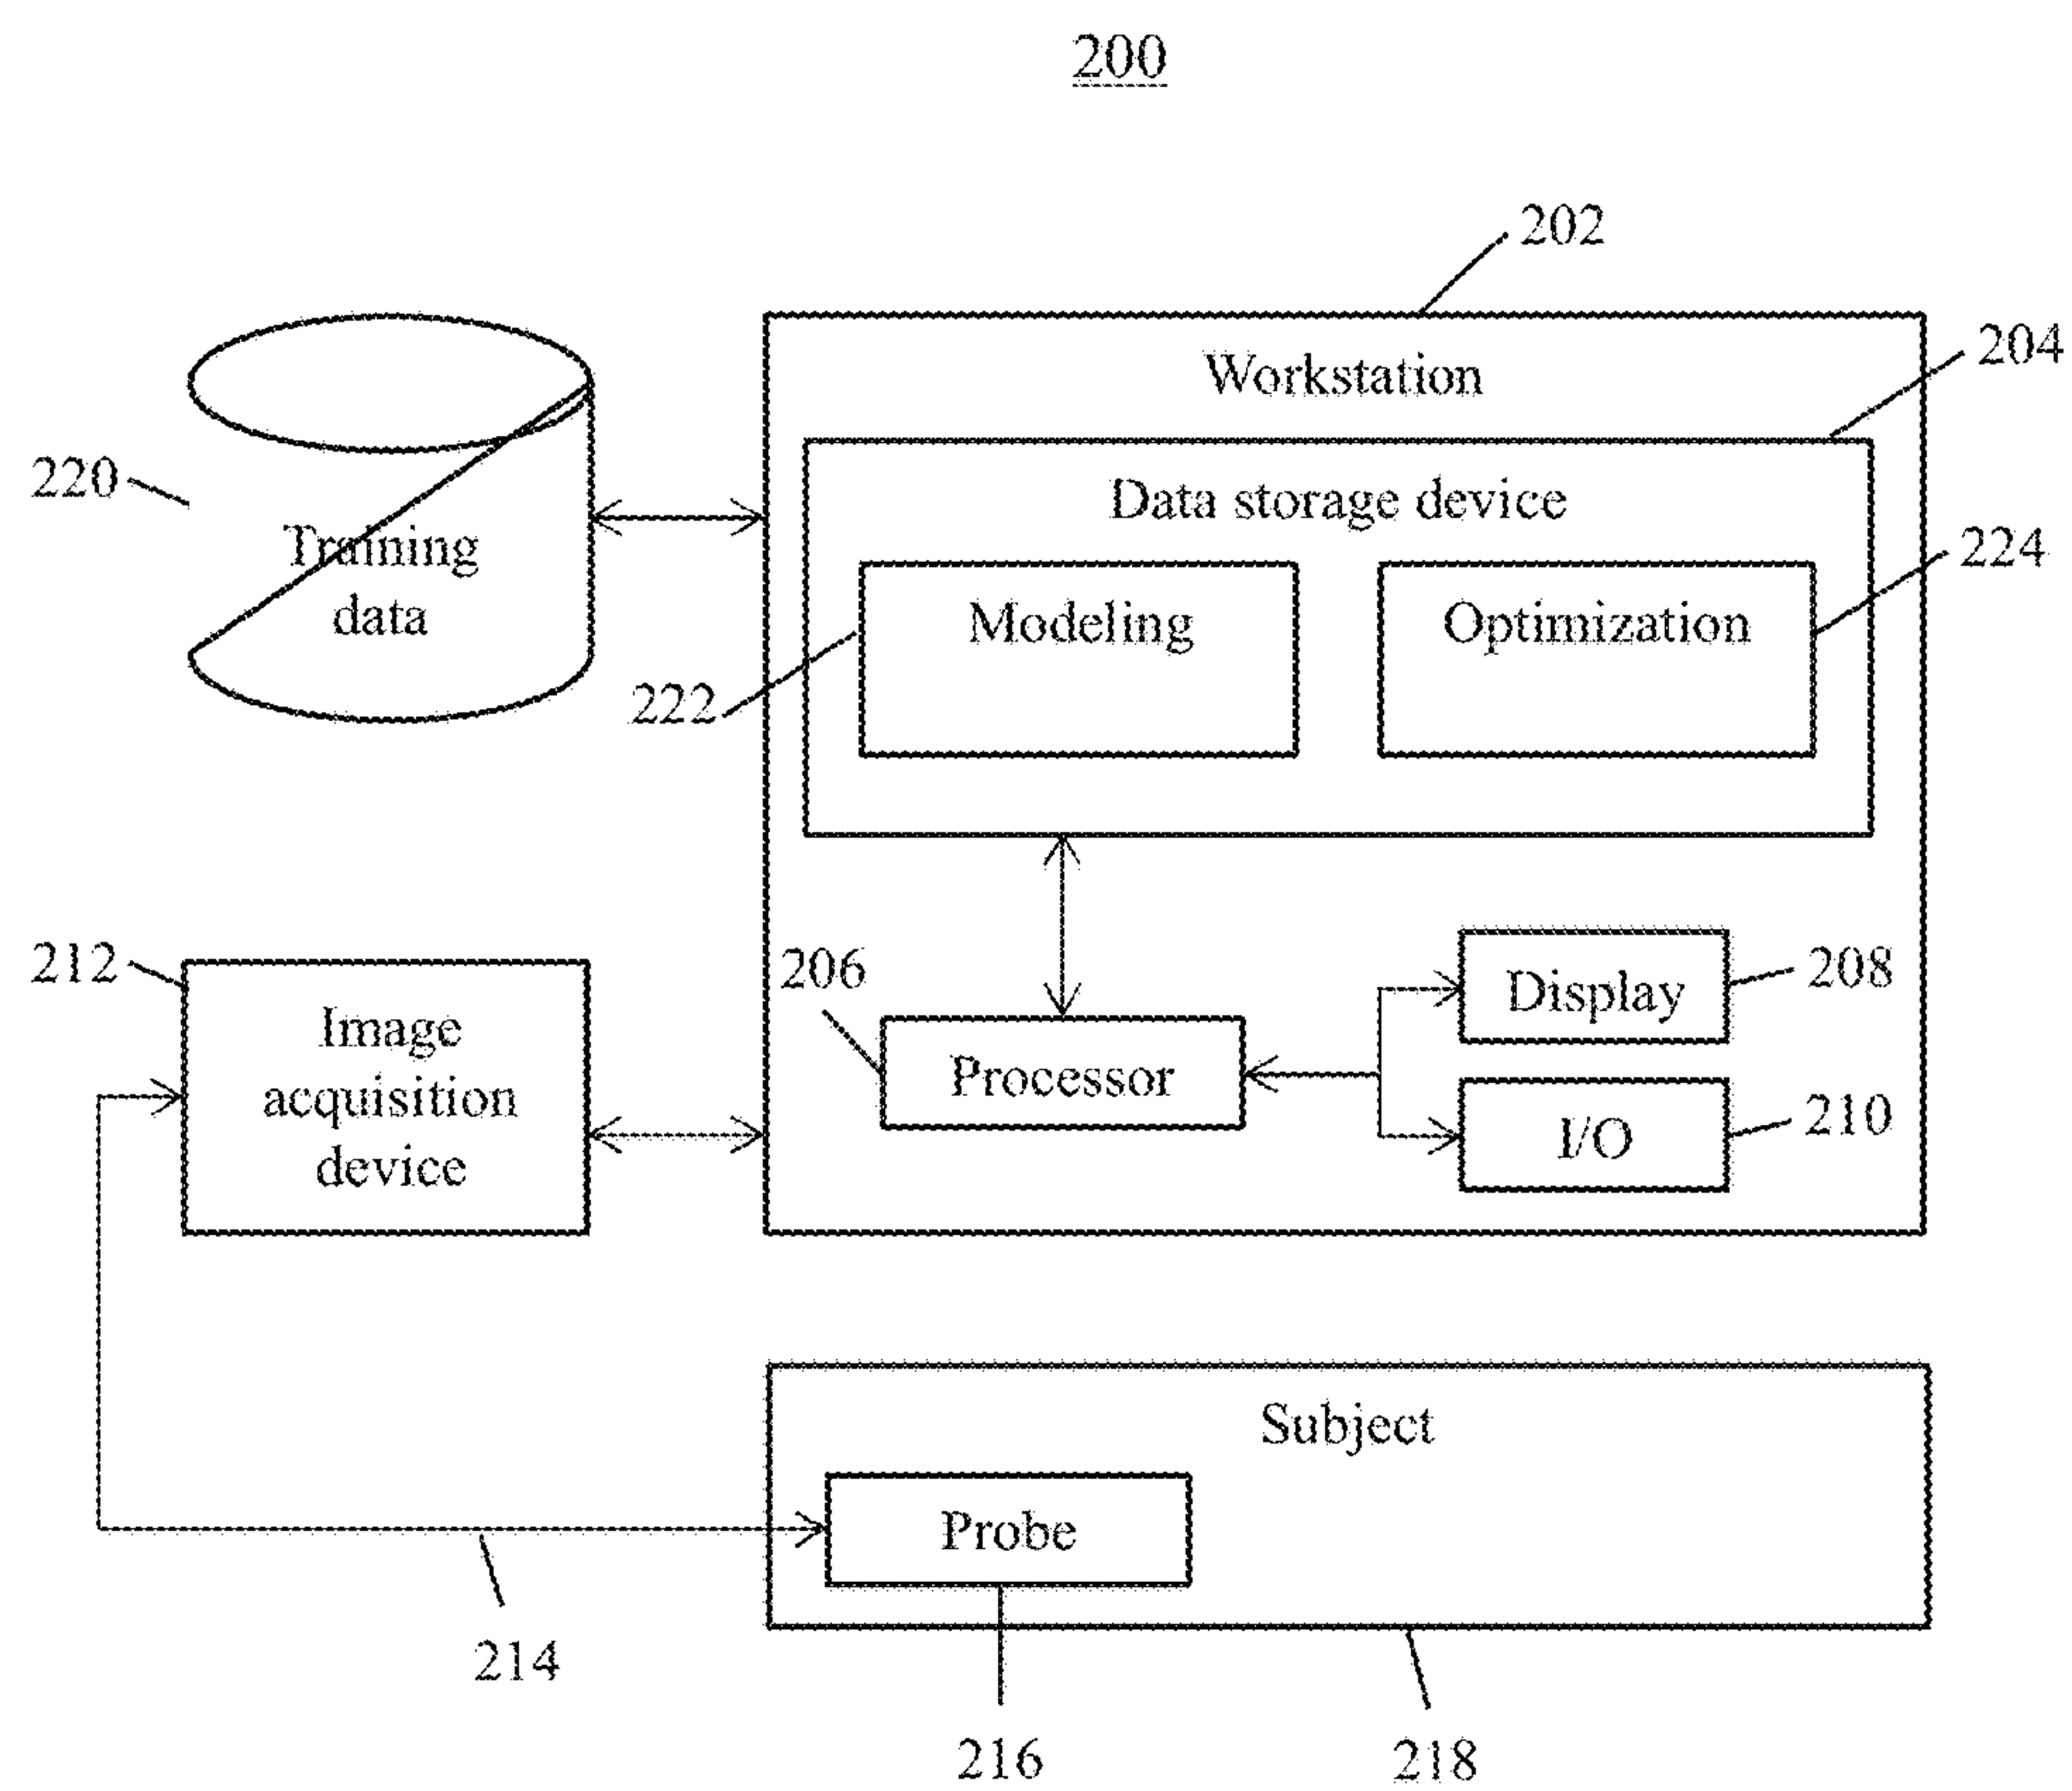 200
202
Workstation
204
Data storage device
220
Training
data
224
Modeling
Optimization
222
212
Image
acquisition
device
206
Processor
Display
208
I/O
210
Subject
Probe
214
216
218